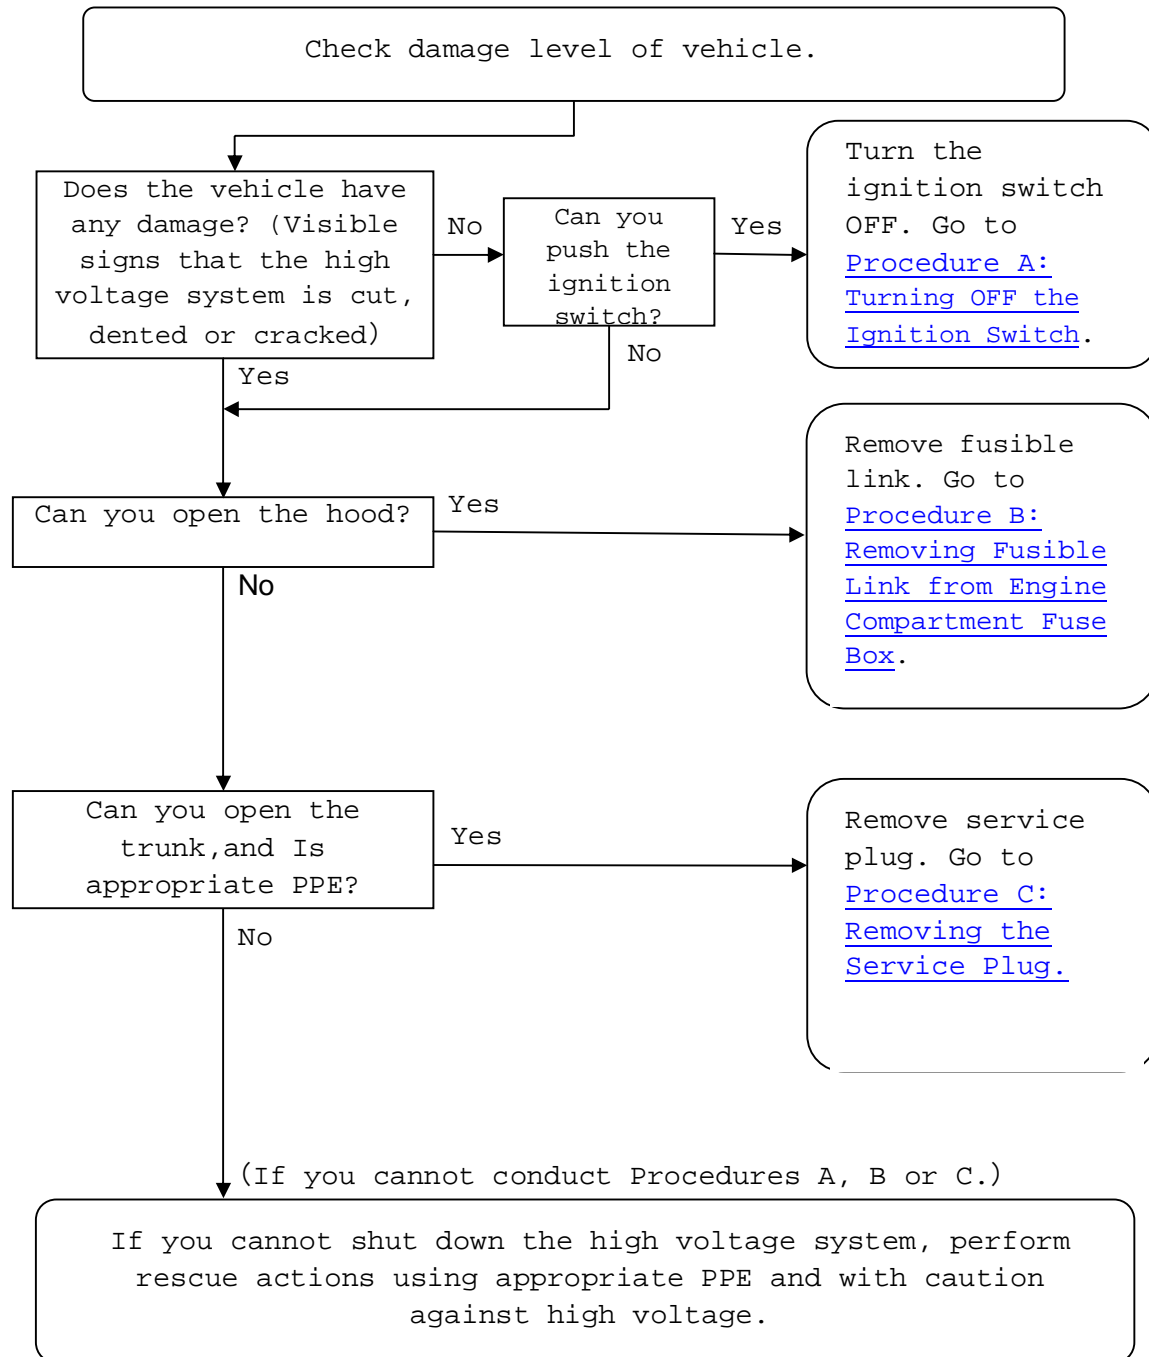 Check damage level of vehicle.
Does the vehicle have
any damage? (Visible
signs that the high
voltage system is cut,
dented or cracked)
No
Can you
push the
ignition
switch?
Yes
Turn the
ignition switch
OFF. Go to
Procedure A:
Turning OFF the
Ignition Switch.
Yes
No
Can you open the hood?
Yes
Remove fusible
link. Go to
Procedure B:
Removing Fusible
Link from Engine
Compartment Fuse
Box.
No
Can you open the
trunk,and Is
appropriate PPE?
Yes
Remove service
plug. Go to
Procedure C:
Removing the
Service Plug.
No
(If you cannot conduct Procedures A, B or C.)
If you cannot shut down the high voltage system, perform
rescue actions using appropriate PPE and with caution
against high voltage.